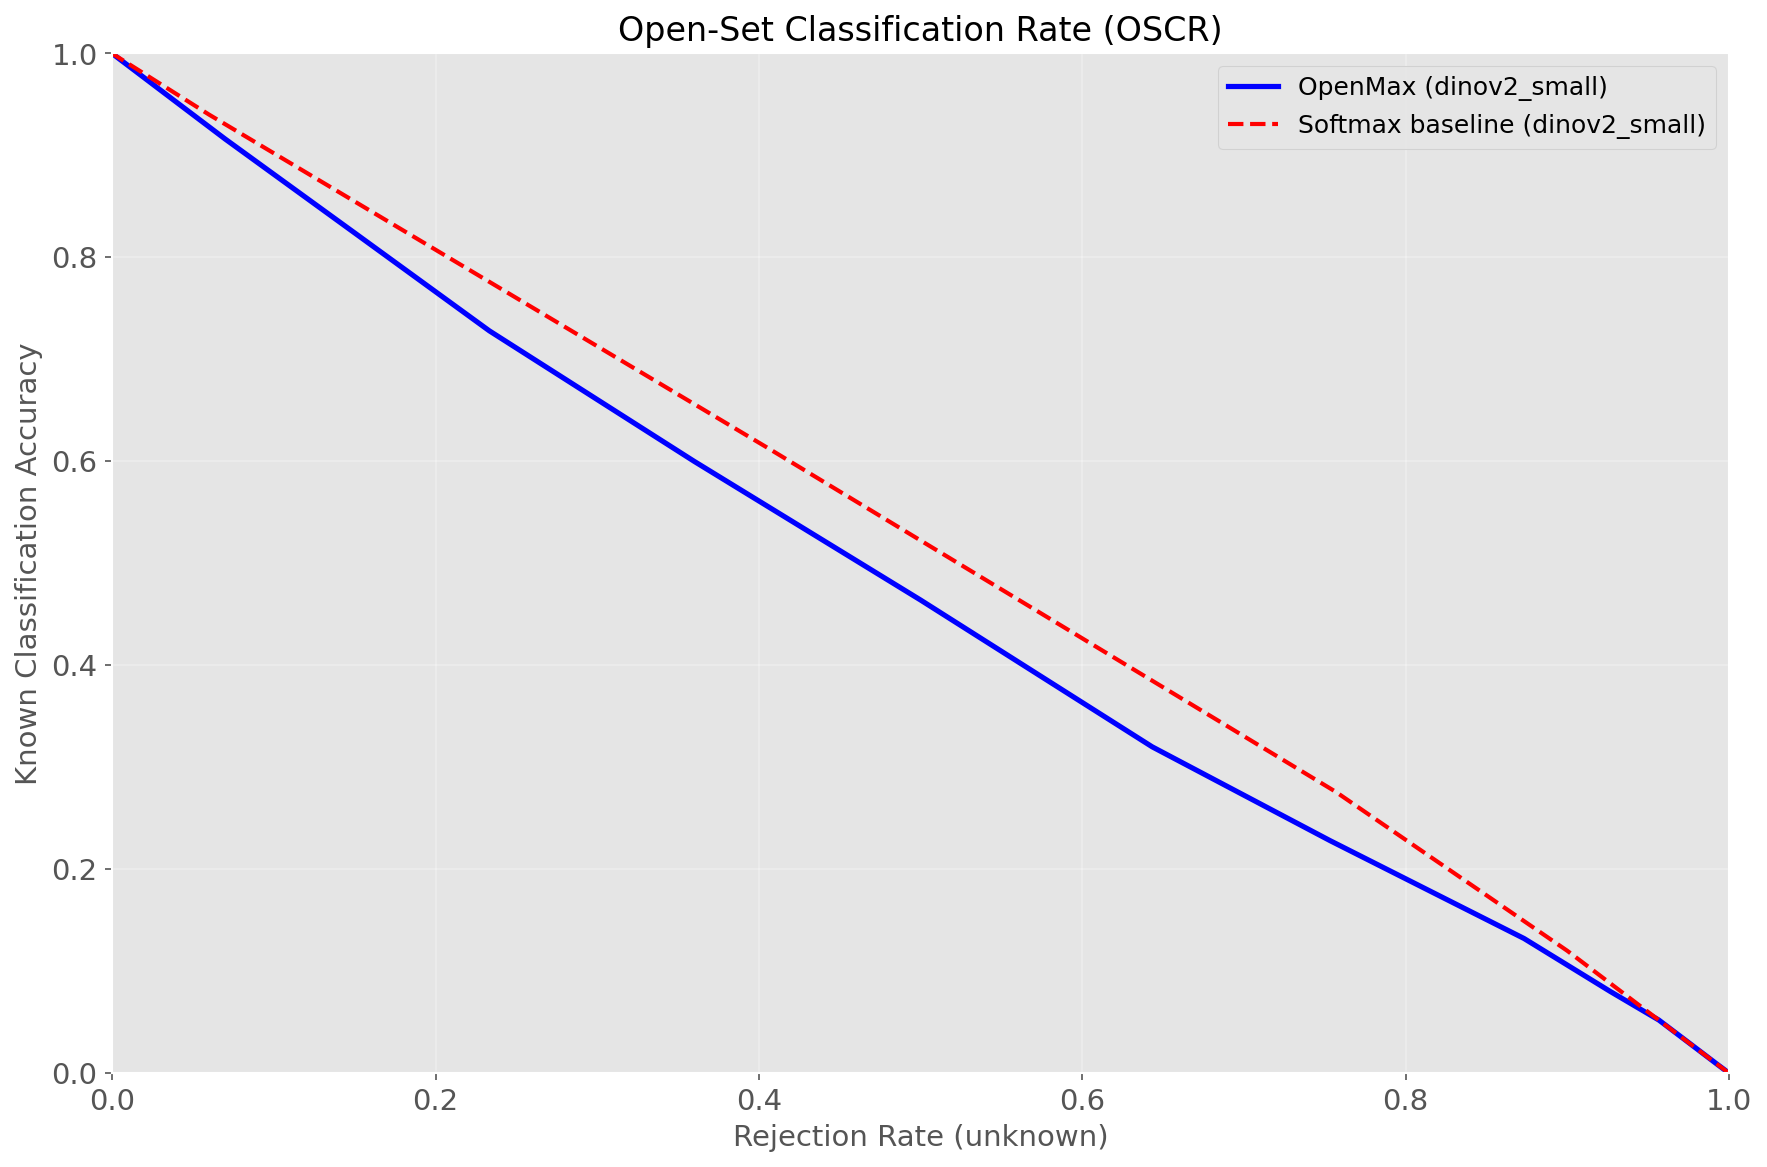 Open-Set Classification Rate (OSCR)
OpenMax (dinov2_small)
Softmax baseline (dinov2_small)
Known Classification Accuracy
1.0
0.8
0.6
0.4
0.2
0.0
0.0 0.2 0.4 0.6 0.8 1.0
Rejection Rate (unknown)